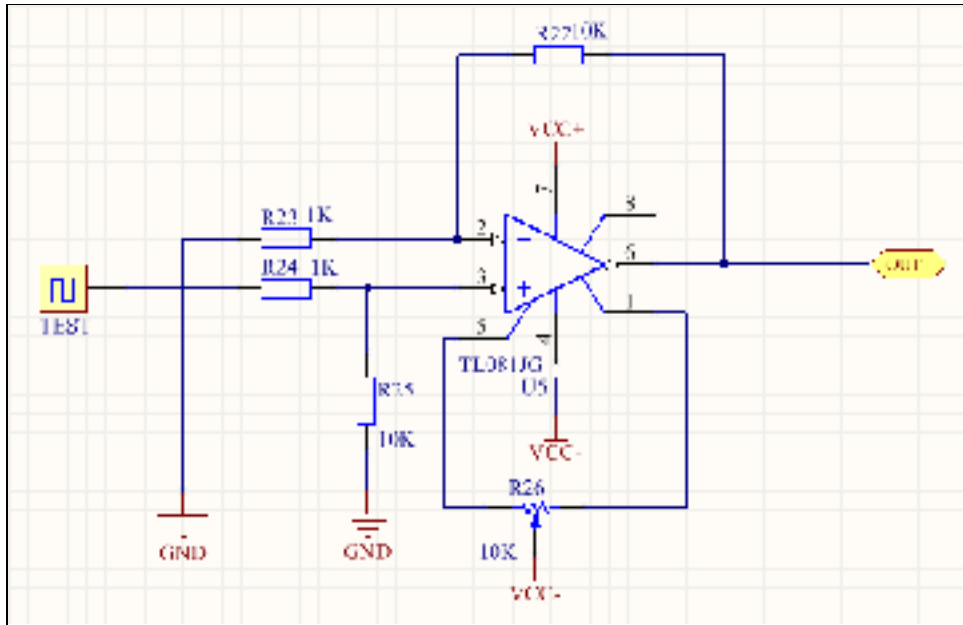 R22 10K
VCC+
7
8
R23 1K
2
6
OUT
R24 1K
3
1
TEST
5
4
TL081JG
U5
R25
10K
VCC-
R26
10K
GND
GND
VCC-